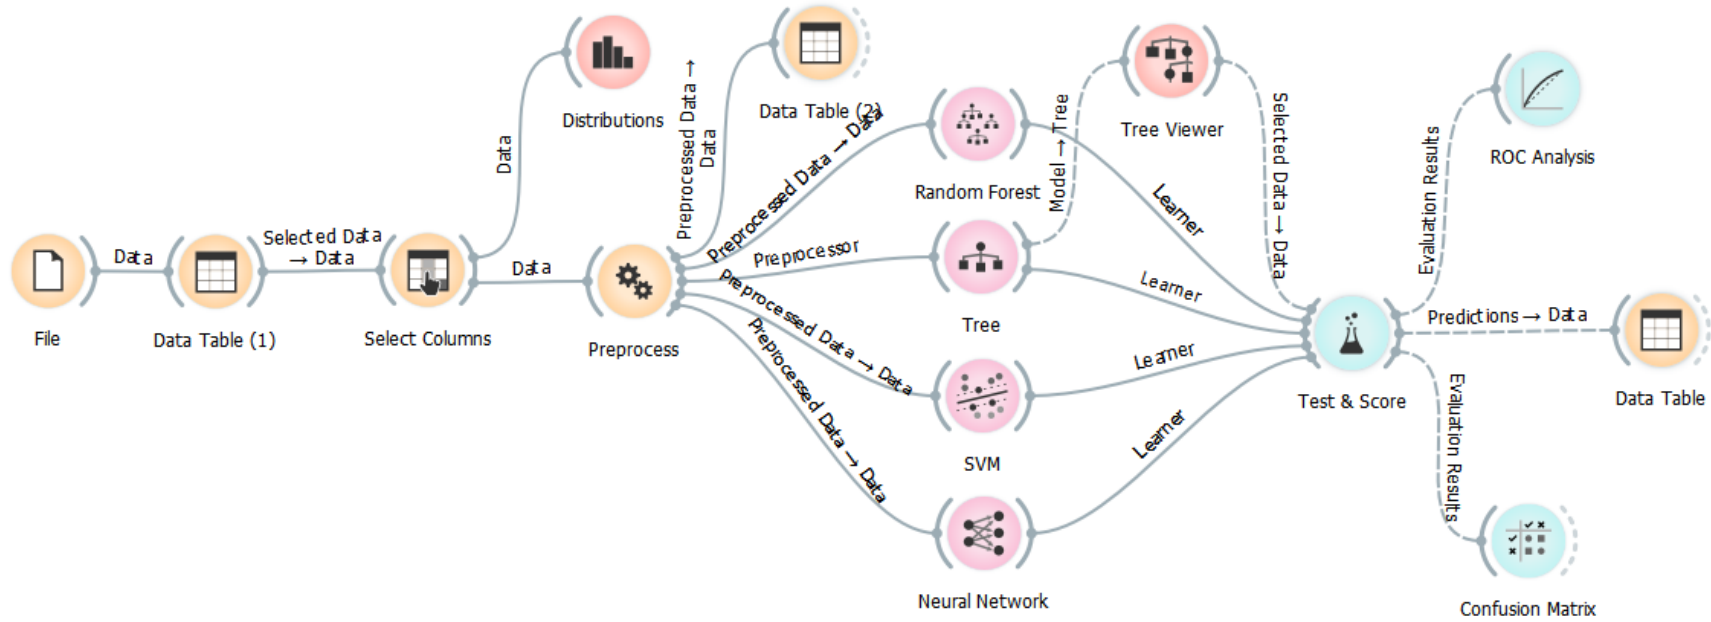 File
Data
Data Table (1)
Selected Data
→ Data
Select Columns
Data
Distributions
Data
Preprocess
Preprocessed Data →
Data
Data Table (2)
Preprocessed Data → Data
Random Forest
Preprocessor
Tree
Preprocessed Data → Data
SVM
Preprocessed Data → Data
Neural Network
Model → Tree
Tree Viewer
Selected Data → Data
Learner
Learner
Learner
Learner
Test & Score
Evaluation Results
ROC Analysis
Predictions → Data
Data Table
Evaluation Results
Confusion Matrix